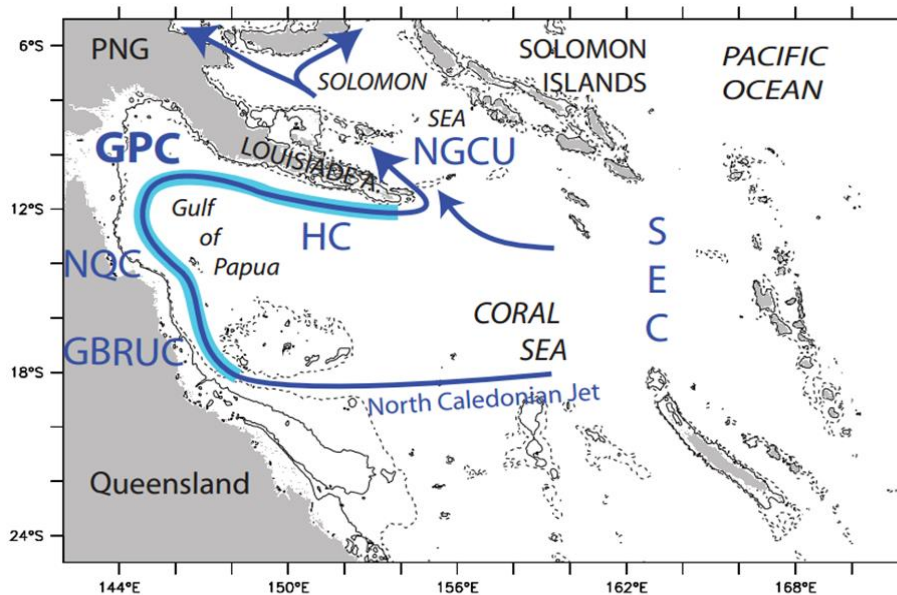 6°S
12°S
18°S
24°S
PNG
SOLOMON
SEA
SOLOMON
ISLANDS
PACIFIC
OCEAN
GPC
LOUISIADE A
NGCU
Gulf
of
Papua
HC
S
E
C
NQC
GBRUC
CORAL
SEA
North Caledonian Jet
Queensland
144°E
150°E
156°E
162°E
168°E